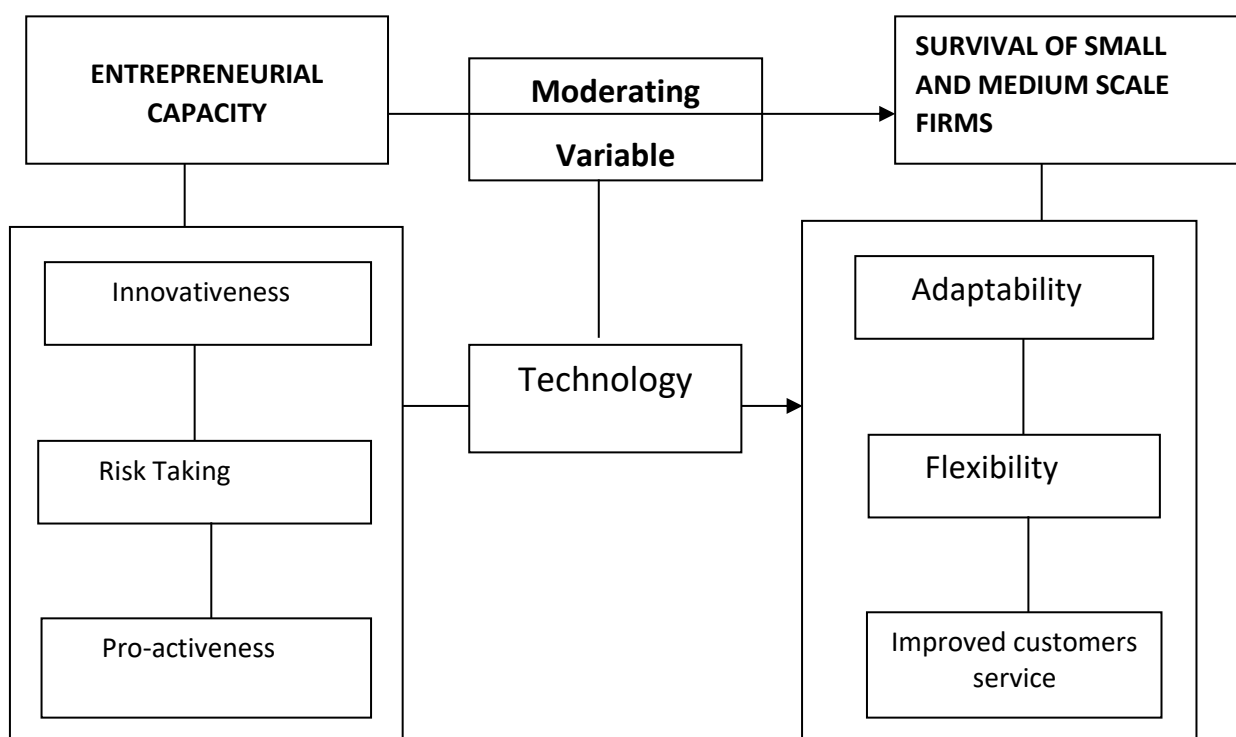 ENTREPRENEURIAL
CAPACITY
Moderating
Variable
SURVIVAL OF SMALL
AND MEDIUM SCALE
FIRMS
Innovativeness
Risk Taking
Pro-activeness
Technology
Adaptability
Flexibility
Improved customers
service